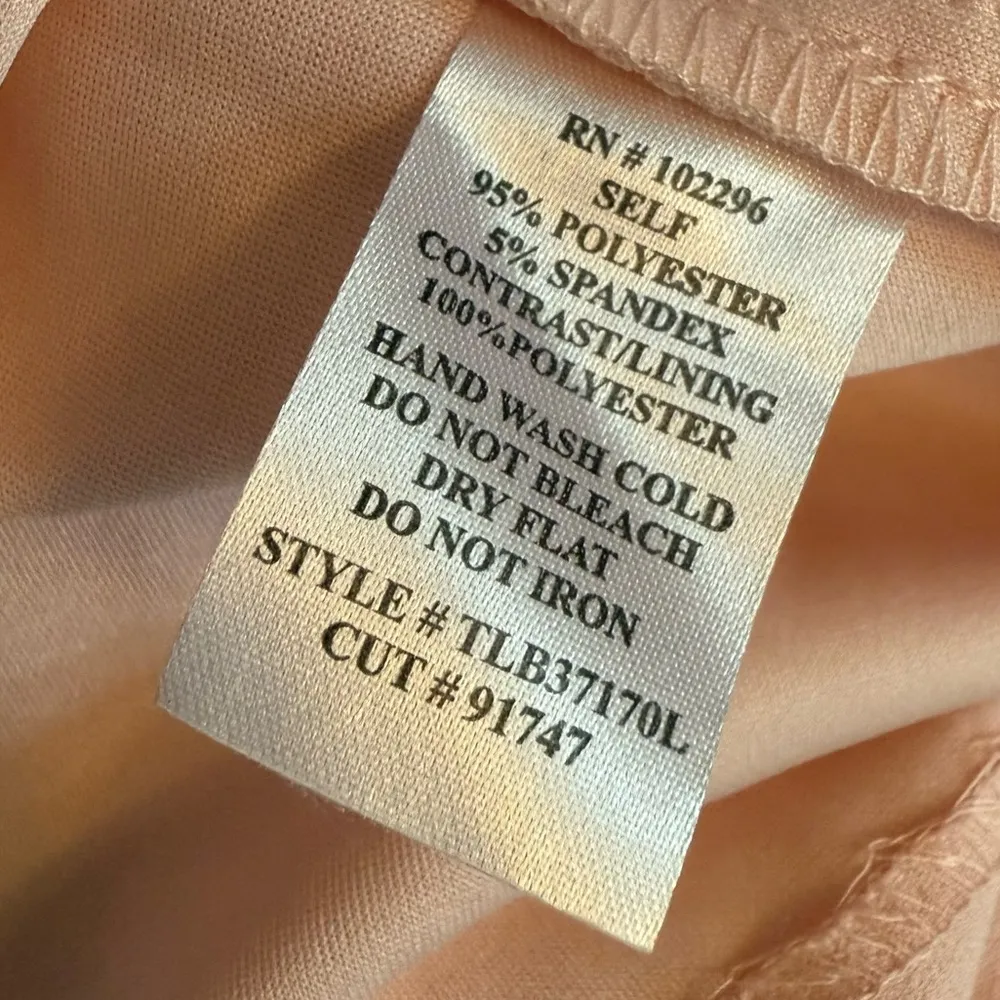 RN # 102296
SELF
95% POLYESTER
5% SPANDEX
CONTRAST/LINING
100%POLYESTER
HAND WASH COLD
DO NOT BLEACH
DRY FLAT
DO NOT IRON
STYLE # TLB37170L
CUT # 91747